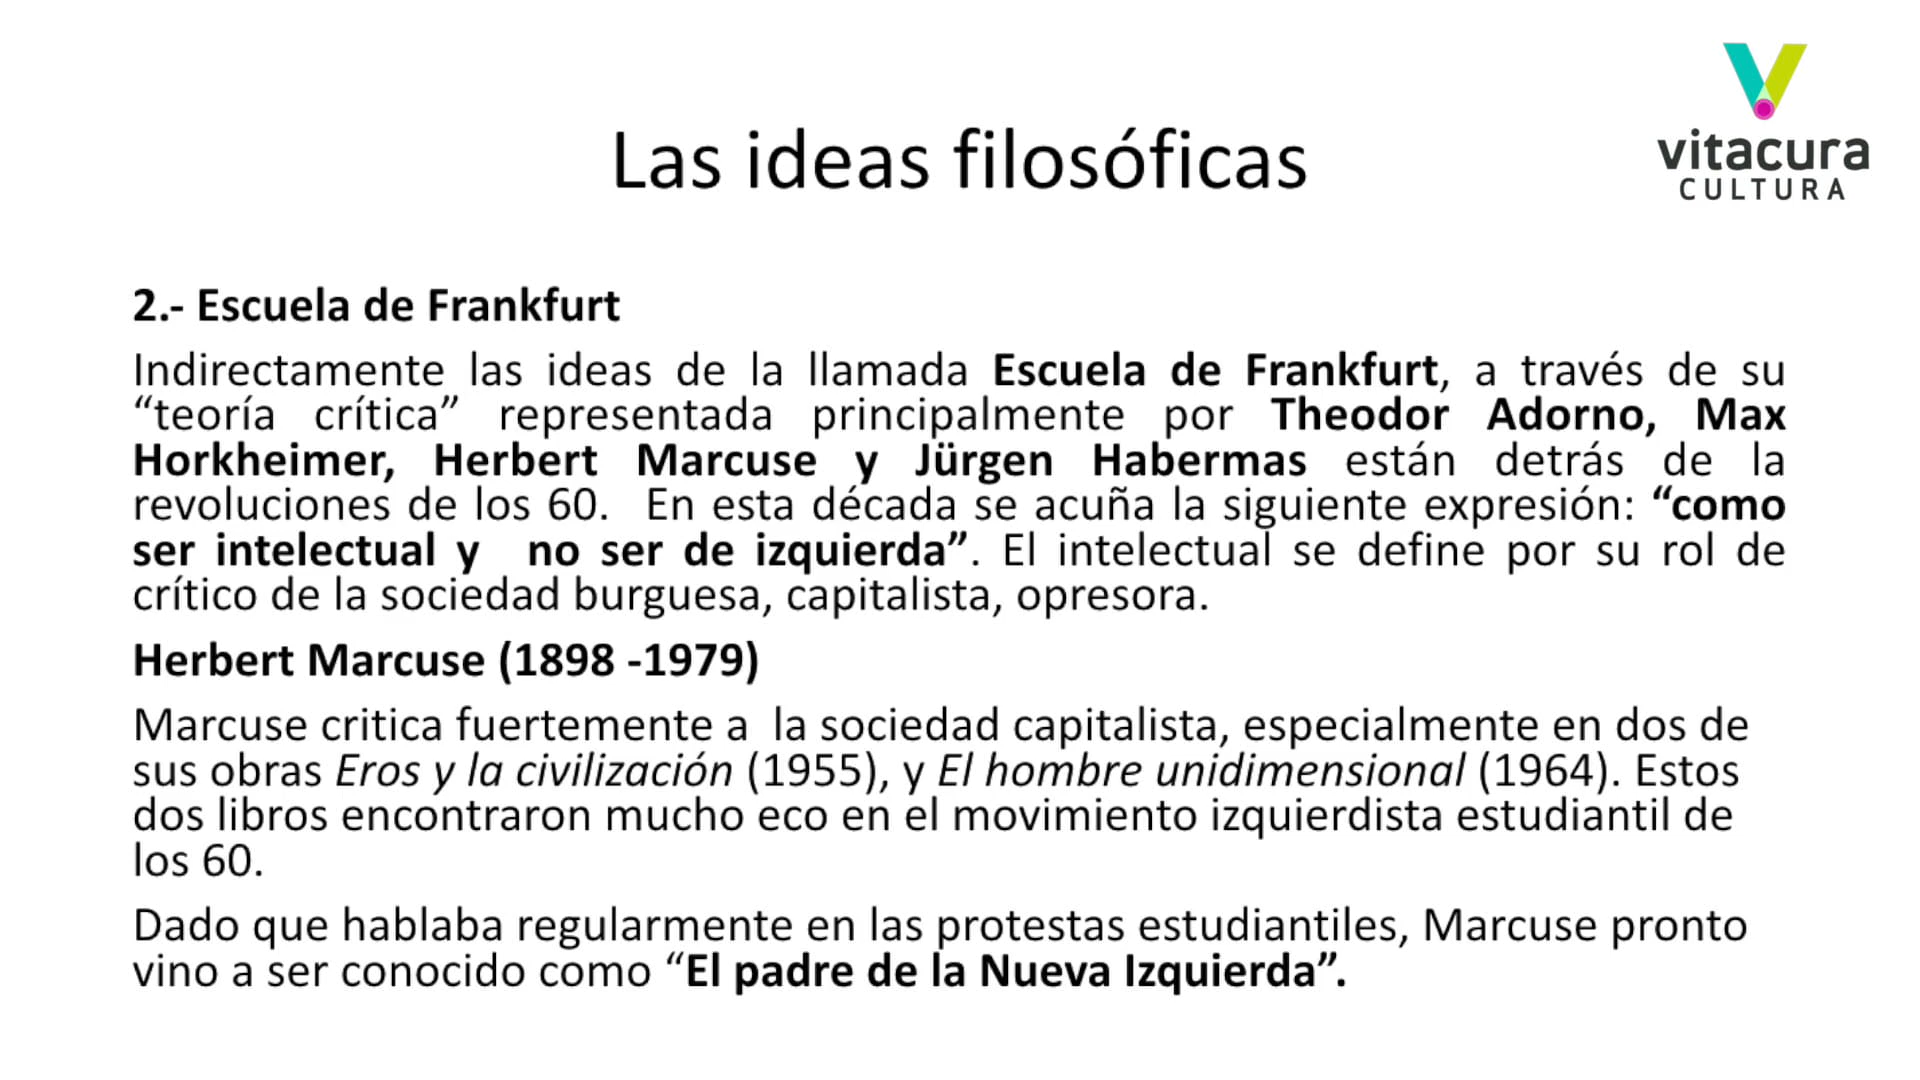 vitacura
CULTURA
Las ideas filosóficas
2.- Escuela de Frankfurt
Indirectamente las ideas de la llamada Escuela de Frankfurt, a través de su
“teoría crítica” representada principalmente por Theodor Adorno, Max
Horkheimer, Herbert Marcuse y Jürgen Habermas están detrás de la
revoluciones de los 60. En esta década se acuña la siguiente expresión: “como
ser intelectual y no ser de izquierda”. El intelectual se define por su rol de
crítico de la sociedad burguesa, capitalista, opresora.
Herbert Marcuse (1898 -1979)
Marcuse critica fuertemente a la sociedad capitalista, especialmente en dos de
sus obras Eros y la civilización (1955), y El hombre unidimensional (1964). Estos
dos libros encontraron mucho eco en el movimiento izquierdista estudiantil de
los 60.
Dado que hablaba regularmente en las protestas estudiantiles, Marcuse pronto
vino a ser conocido como “El padre de la Nueva Izquierda”.